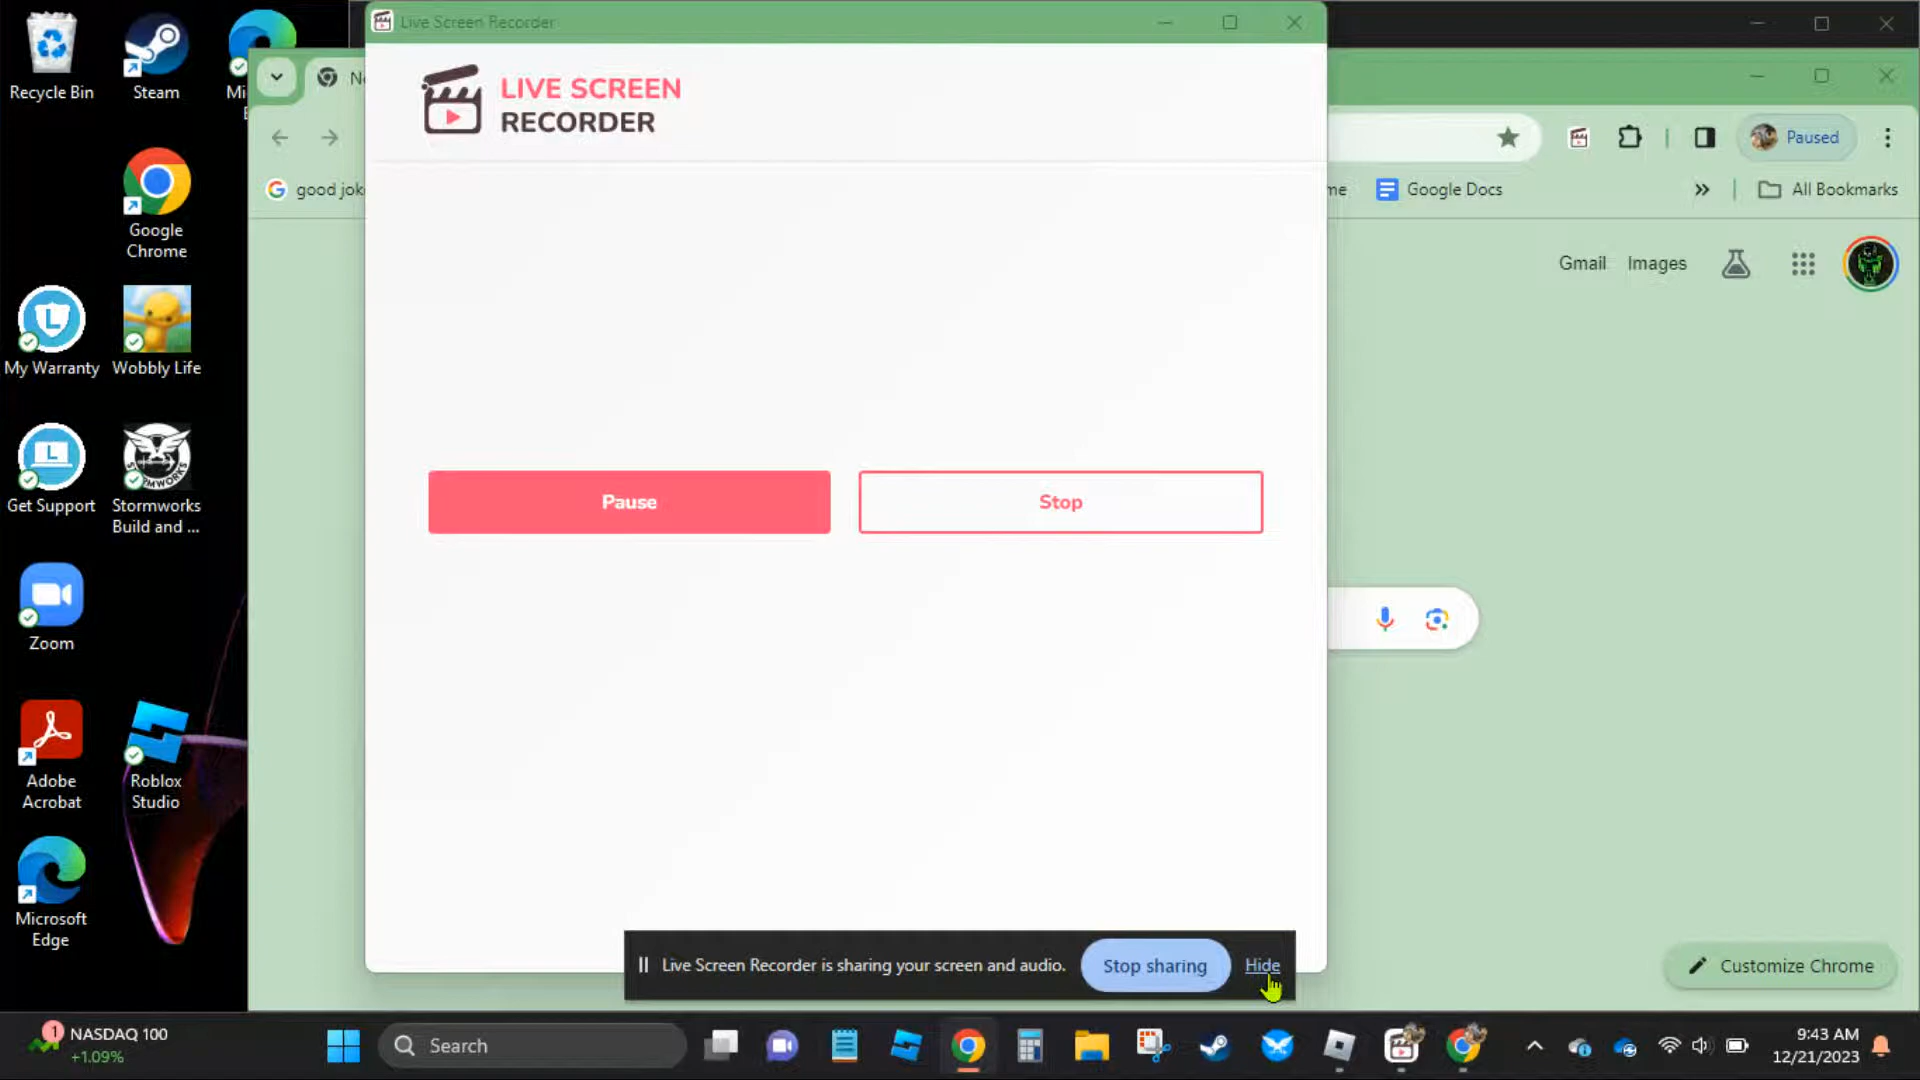 Live Screen Recorder
LIVE SCREEN
RECORDER
Recycle Bin
Steam
Google
Chrome
My Warranty
Wobbly Life
Get Support
Stormworks
Build and ...
Zoom
Adobe
Acrobat
Roblox
Studio
Microsoft
Edge
Paused
good jok
me
Google Docs
All Bookmarks
Gmail
Images
Pause
Stop
Live Screen Recorder is sharing your screen and audio.
Stop sharing
Hide
Customize Chrome
1
NASDAQ 100
+1.09%
Search
9:43 AM
12/21/2023